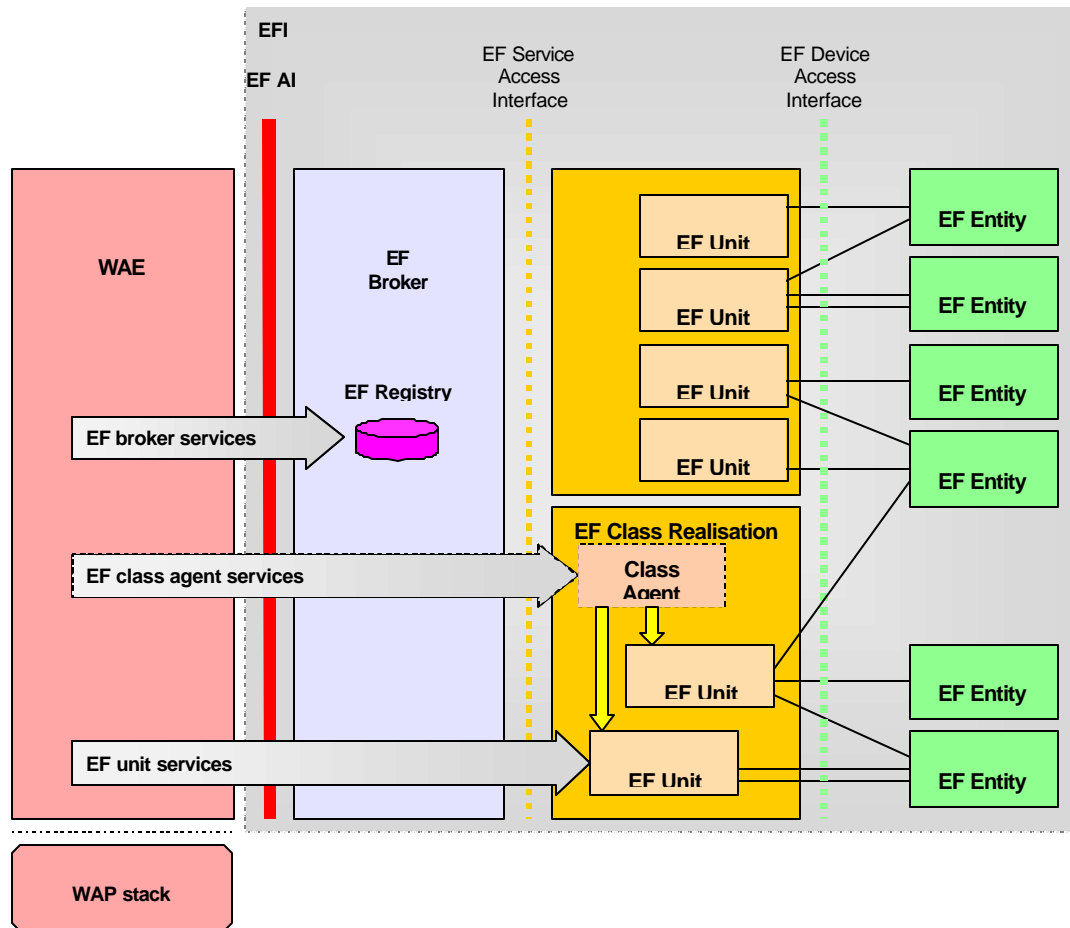 EFI
EF AI
EF Service
Access
Interface
EF Device
Access
Interface
WAE
EF
Broker
EF Registry
EF broker services
EF class agent services
EF unit services
EF Unit
EF Unit
EF Unit
EF Unit
EF Class Realisation
Class
Agent
EF Unit
EF Unit
EF Entity
EF Entity
EF Entity
EF Entity
EF Entity
EF Entity
WAP stack